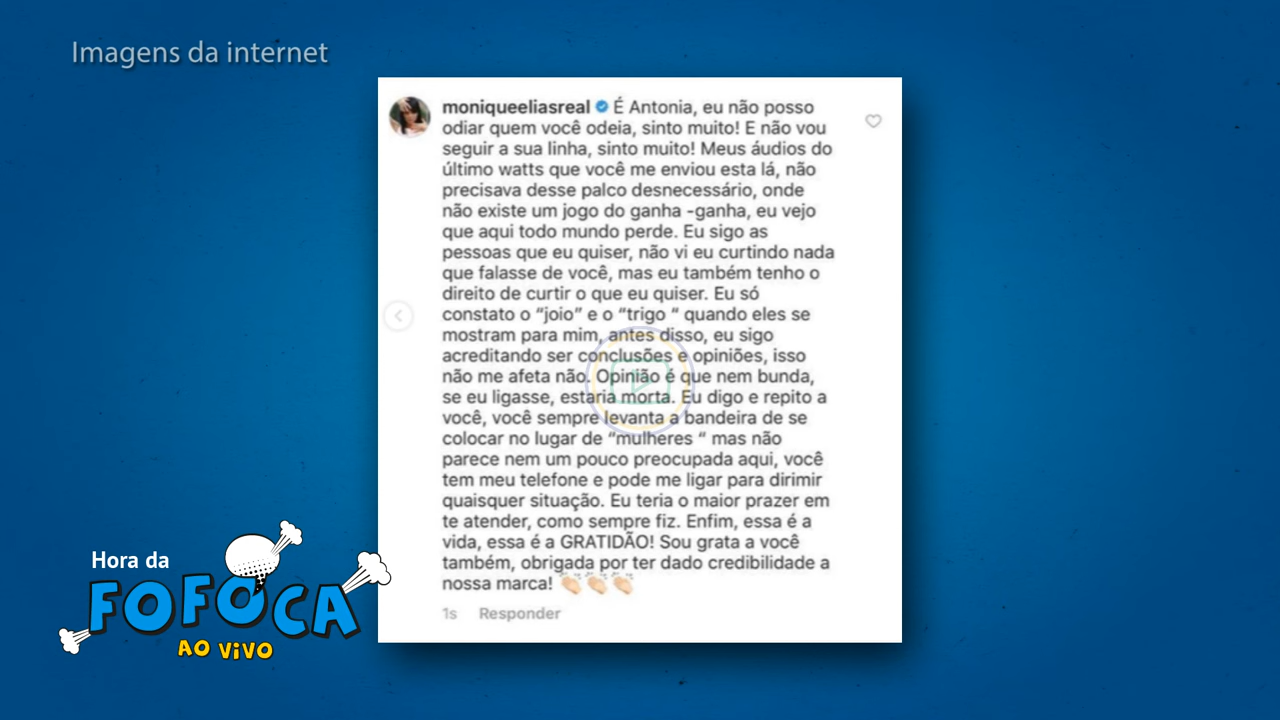 Imagens da internet
moniqueeliasreal É Antonia, eu não posso
odiar quem você odeia, sinto muito! E não vou
seguir a sua linha, sinto muito! Meus áudios do
último watts que você me enviou esta lá, não
precisava desse palco desnecessário, onde
não existe um jogo do ganha -ganha, eu vejo
que aqui todo mundo perde. Eu sigo as
pessoas que eu quiser, não vi eu curtindo nada
que falasse de você, mas eu também tenho o
direito de curtir o que eu quiser. Eu só
constato o “joio” e o “trigo “ quando eles se
mostram para mim, antes disso, eu sigo
acreditando ser conclusões e opiniões, isso
não me afeta não. Opinião é que nem bunda,
se eu ligasse, estaria morta. Eu digo e repito a
você, você sempre levanta a bandeira de se
colocar no lugar de “mulheres “ mas não
parece nem um pouco preocupada aqui, você
tem meu telefone e pode me ligar para dirimir
quaisquer situação. Eu teria o maior prazer em
te atender, como sempre fiz. Enfim, essa é a
vida, essa é a GRATIDÃO! Sou grata a você
também, obrigada por ter dado credibilidade a
nossa marca! 👏🏻👏🏻👏🏻
1s Responder
Hora da
FOFOCA
AO VIVO